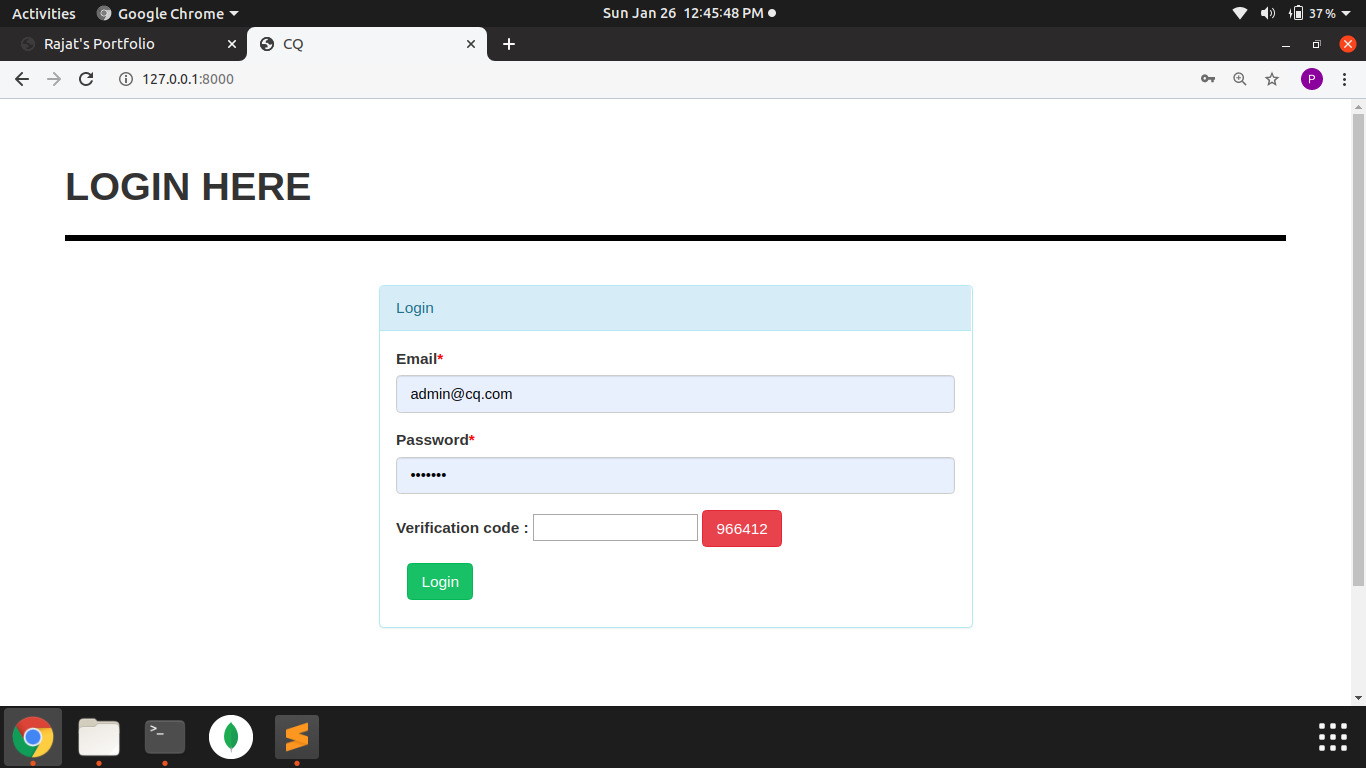 Activities Google Chrome Sun Jan 26 12:45:48 PM 37 %
Rajat's Portfolio CQ
127.0.0.1:8000 P
LOGIN HERE
Login
Email*
admin@cq.com
Password*
•••••••
Verification code : 966412
Login
>_